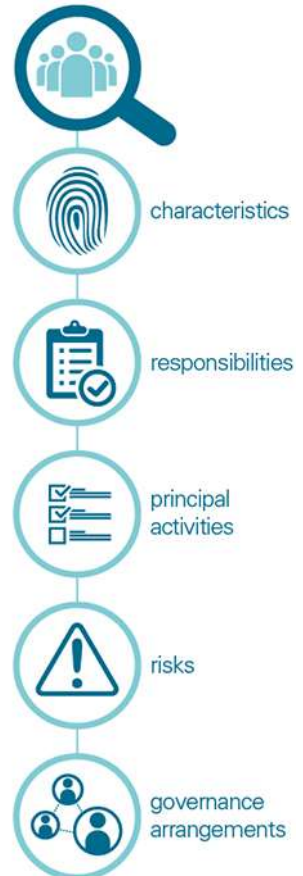 characteristics
responsibilities
principal
activities
risks
governance
arrangements